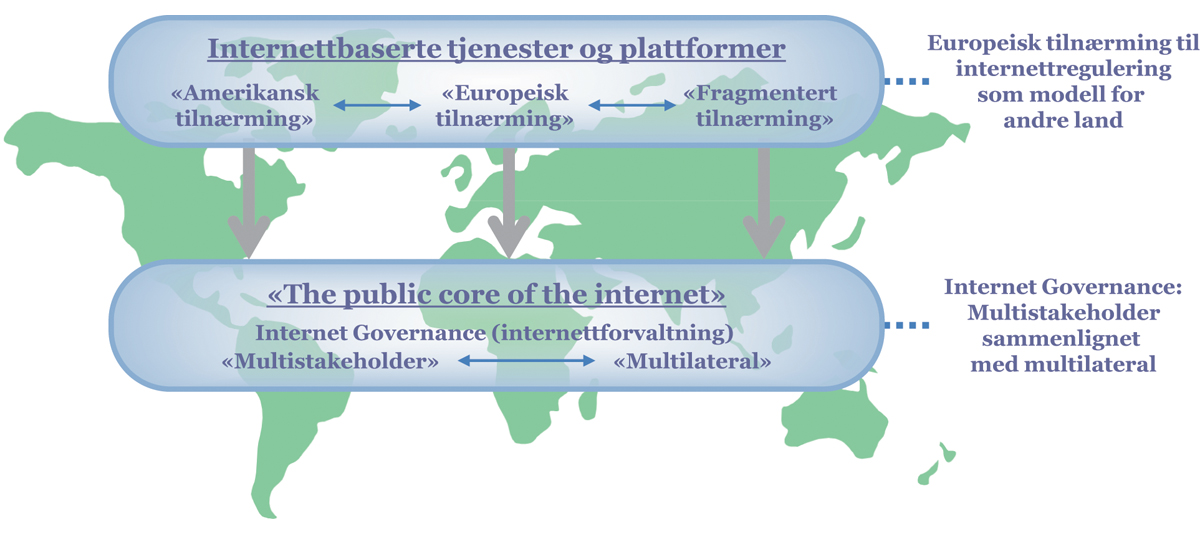 Internettbaserte tjenester og plattformer
«Amerikansk
tilnærming»
«Europeisk
tilnærming»
«Fragmentert
tilnærming»
Europeisk tilnærming til
internettregulering
som modell for
andre land
«The public core of the internet»
Internet Governance (internettforvaltning)
«Multistakeholder»
«Multilateral»
Internet Governance:
Multistakeholder
sammenlignet
med multilateral